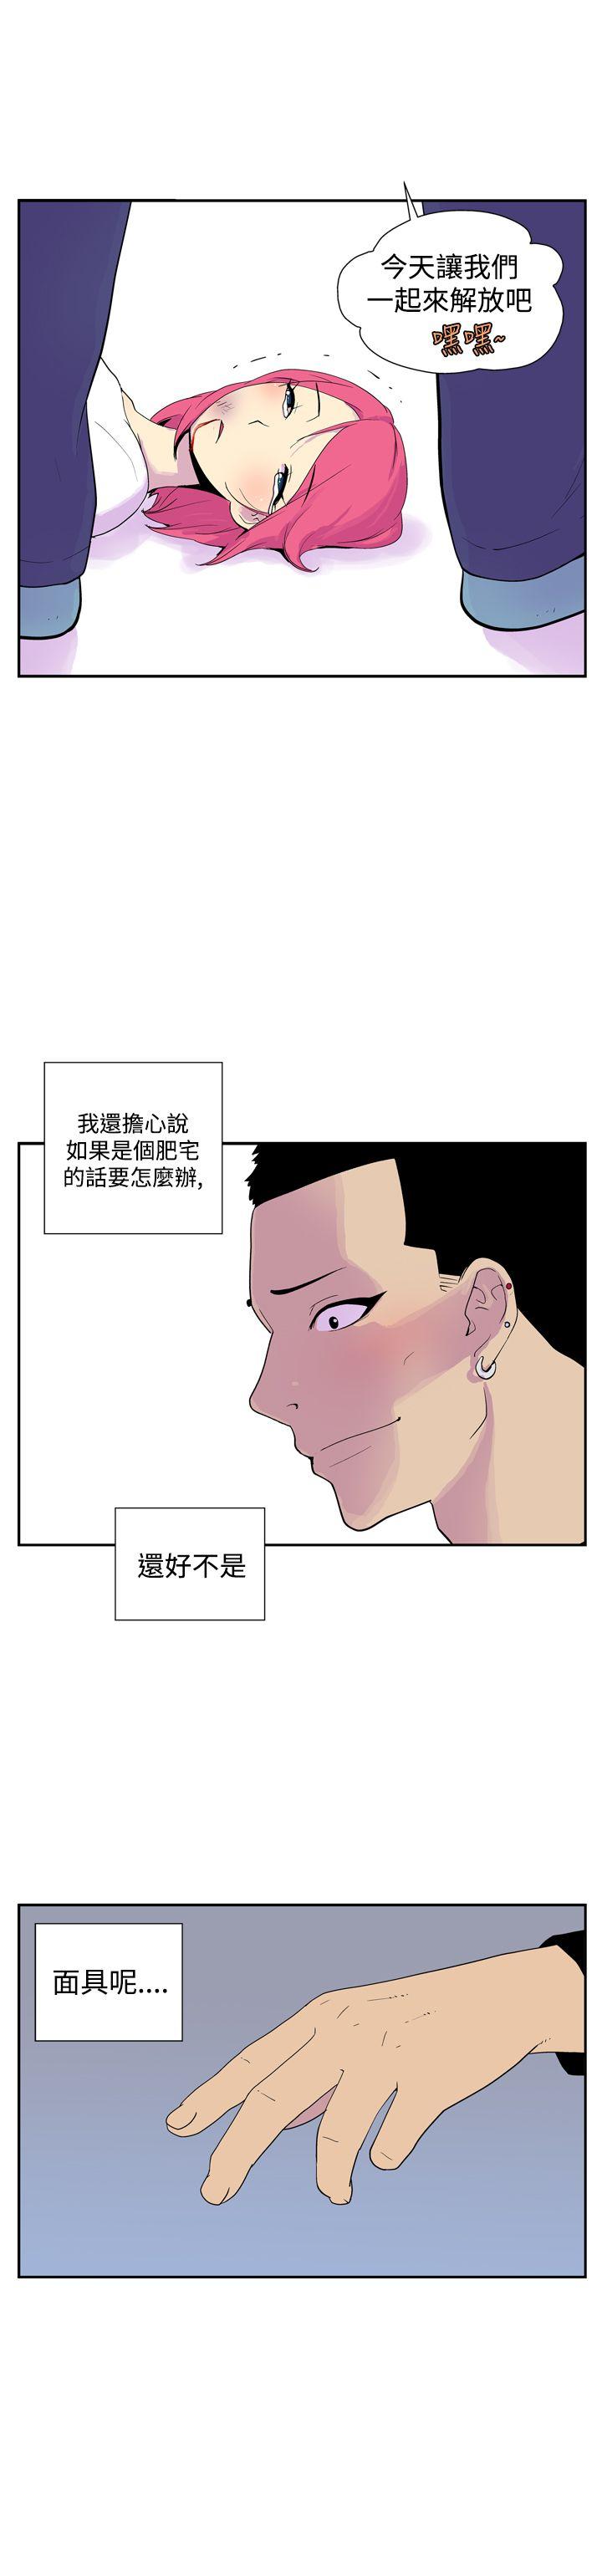 今天讓我們
一起來解放吧
嘿嘿~
我還擔心說
如果是個肥宅
的話要怎麼辦,
還好不是
面具呢....